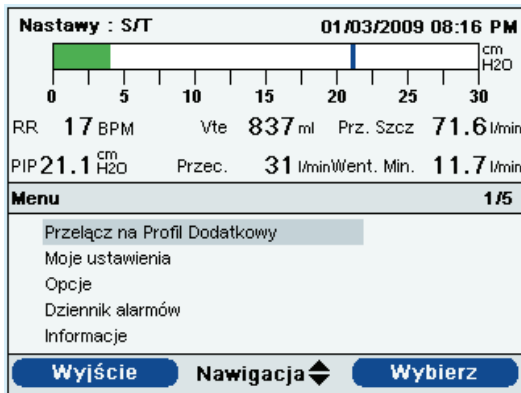 Nastawy : S/T 01/03/2009 08:16 PM
cm
H2O
0 5 10 15 20 25 30
RR 17 BPM Vte 837 ml Prz. Szcz 71.6 l/min
PIP 21.1 cm H2O Przec. 31 l/min Went. Min. 11.7 l/min
Menu 1/5
Przełącz na Profil Dodatkowy
Moje ustawienia
Opcje
Dziennik alarmów
Informacje
Wyjście Nawigacja Wybierz